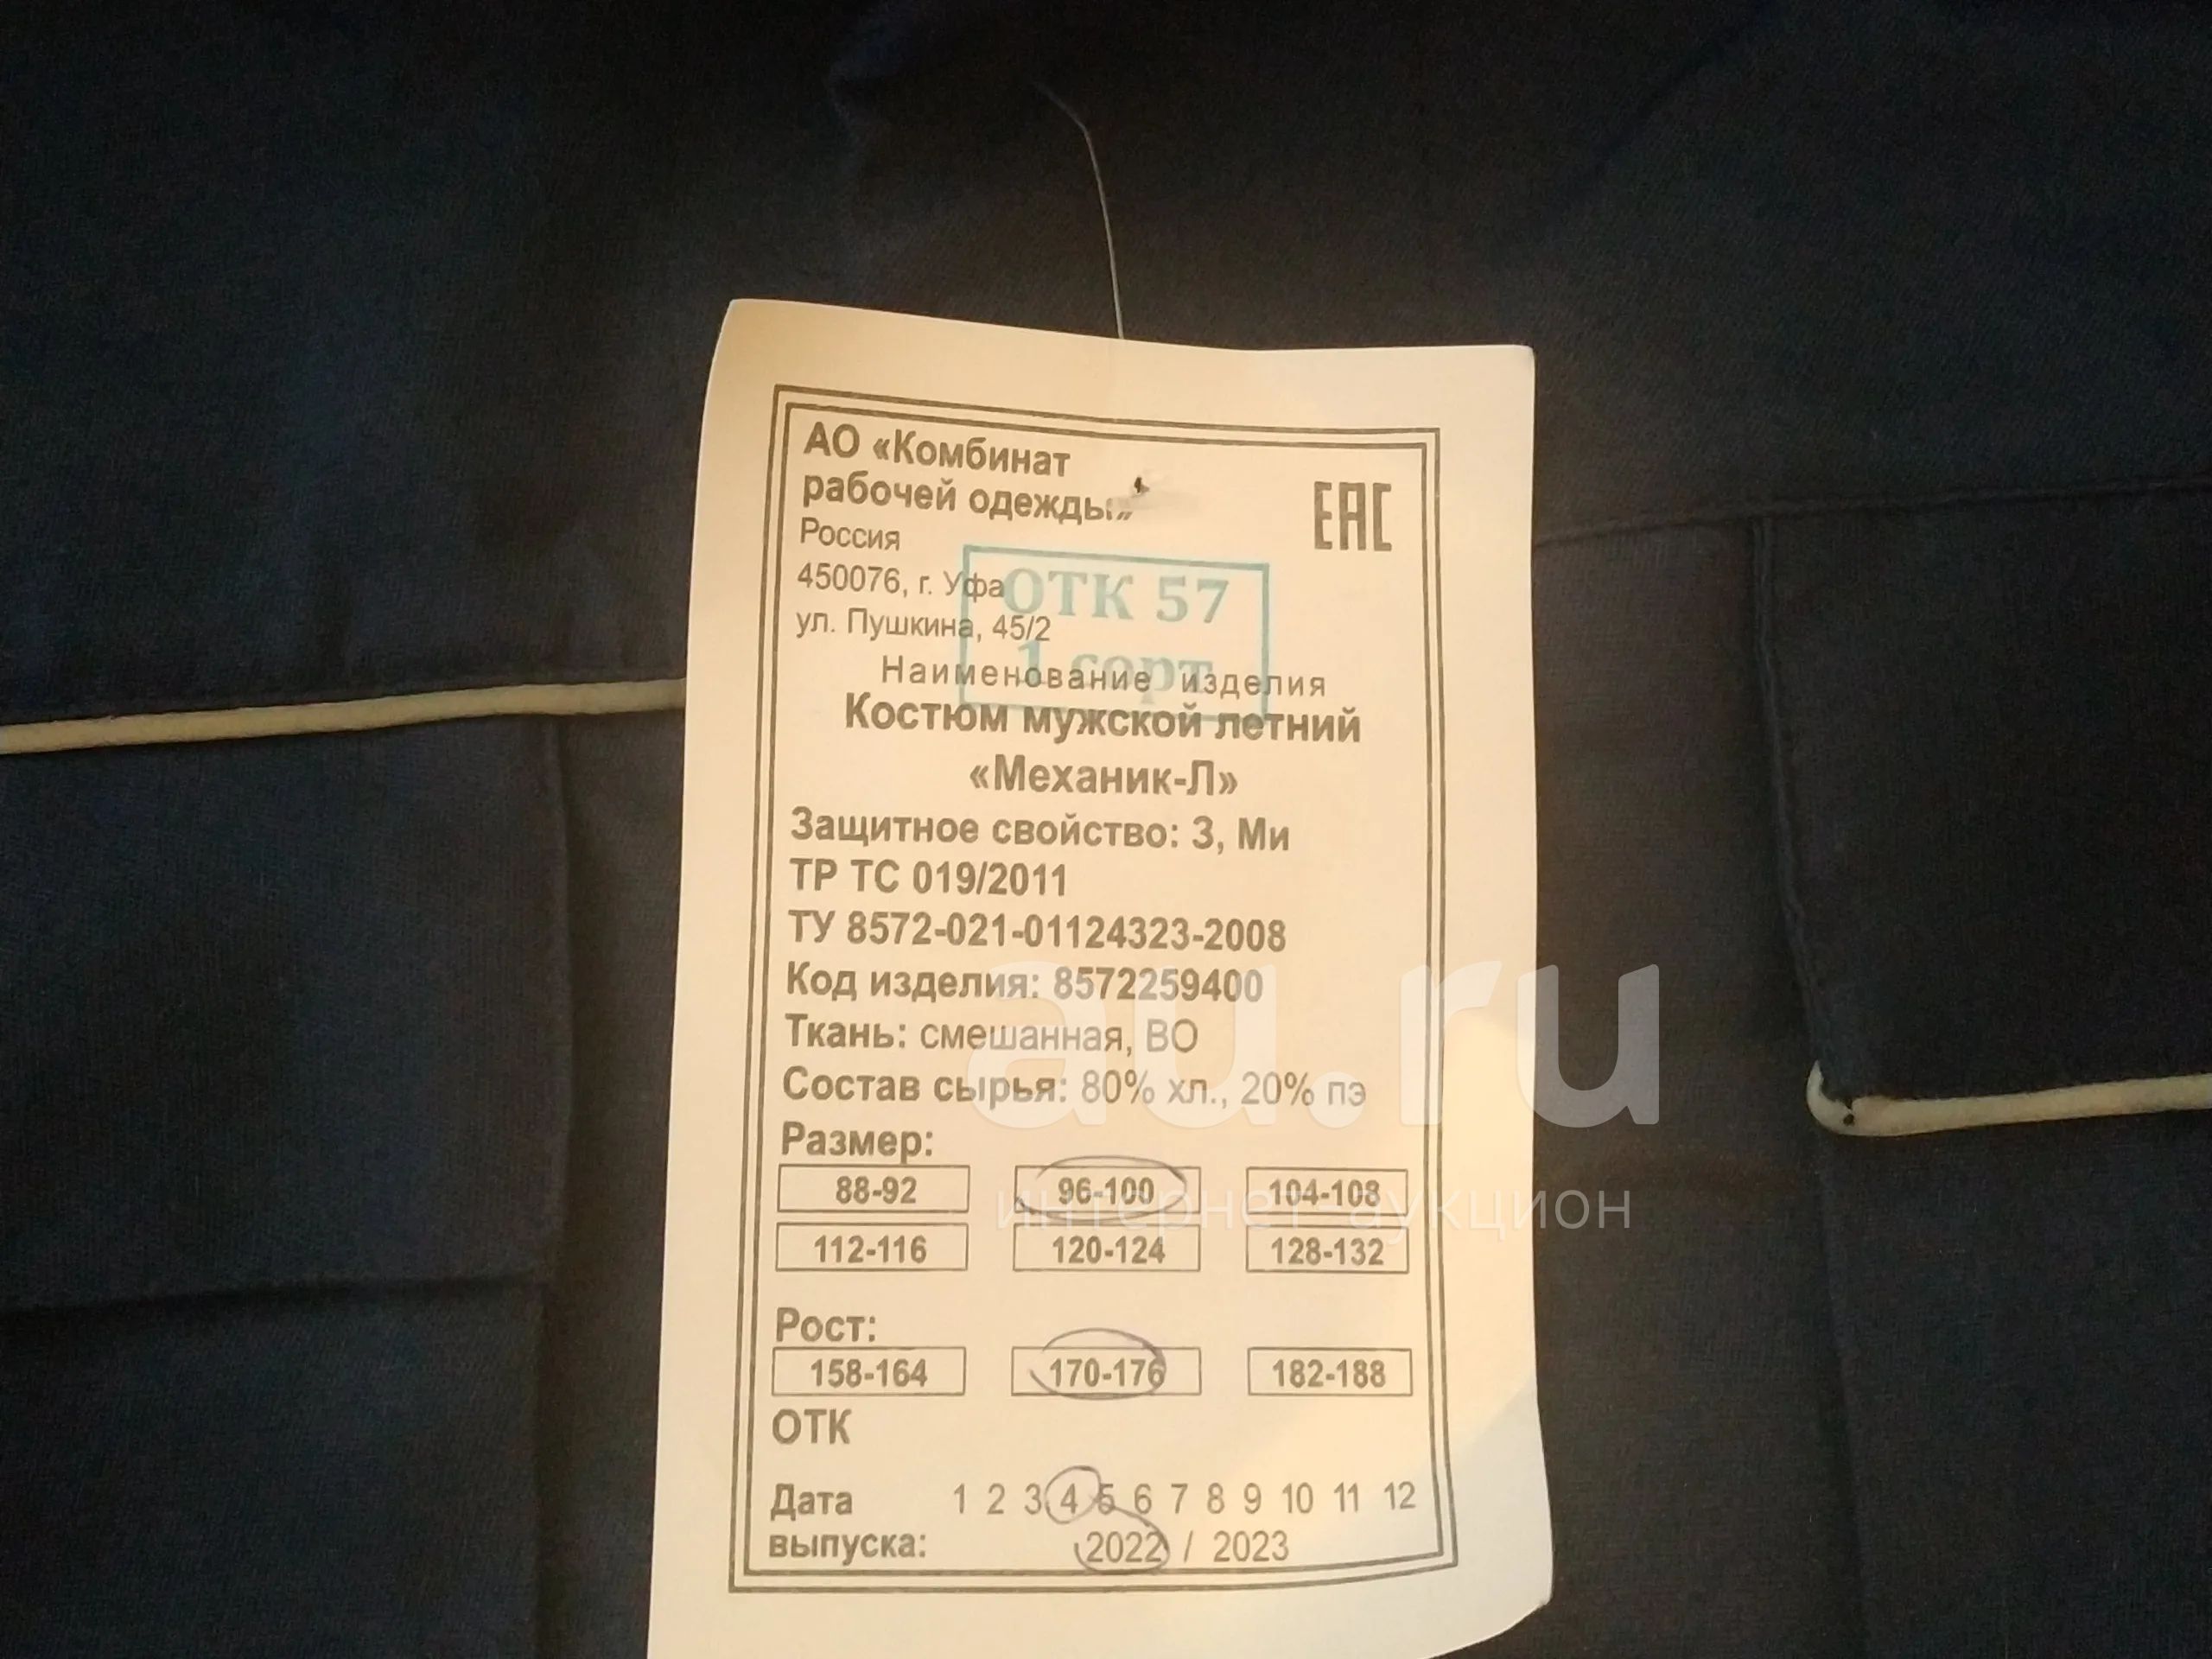 АО «Комбинат
рабочей одежды»
ЕАС
Россия
450076, г. Уфа
ул. Пушкина, 45/2
ОТК 57
1 сорт
Наименование изделия
Костюм мужской летний
«Механик-Л»
Защитное свойство: З, Ми
ТР ТС 019/2011
ТУ 8572-021-01124323-2008
Код изделия: 8572259400
Ткань: смешанная, ВО
Состав сырья: 80% хл., 20% пэ
Размер:
88-92 96-100 104-108
112-116 120-124 128-132
Рост:
158-164 170-176 182-188
ОТК
Дата 1 2 3 4 5 6 7 8 9 10 11 12
выпуска: 2022 / 2023
au.ru
интернет-аукцион